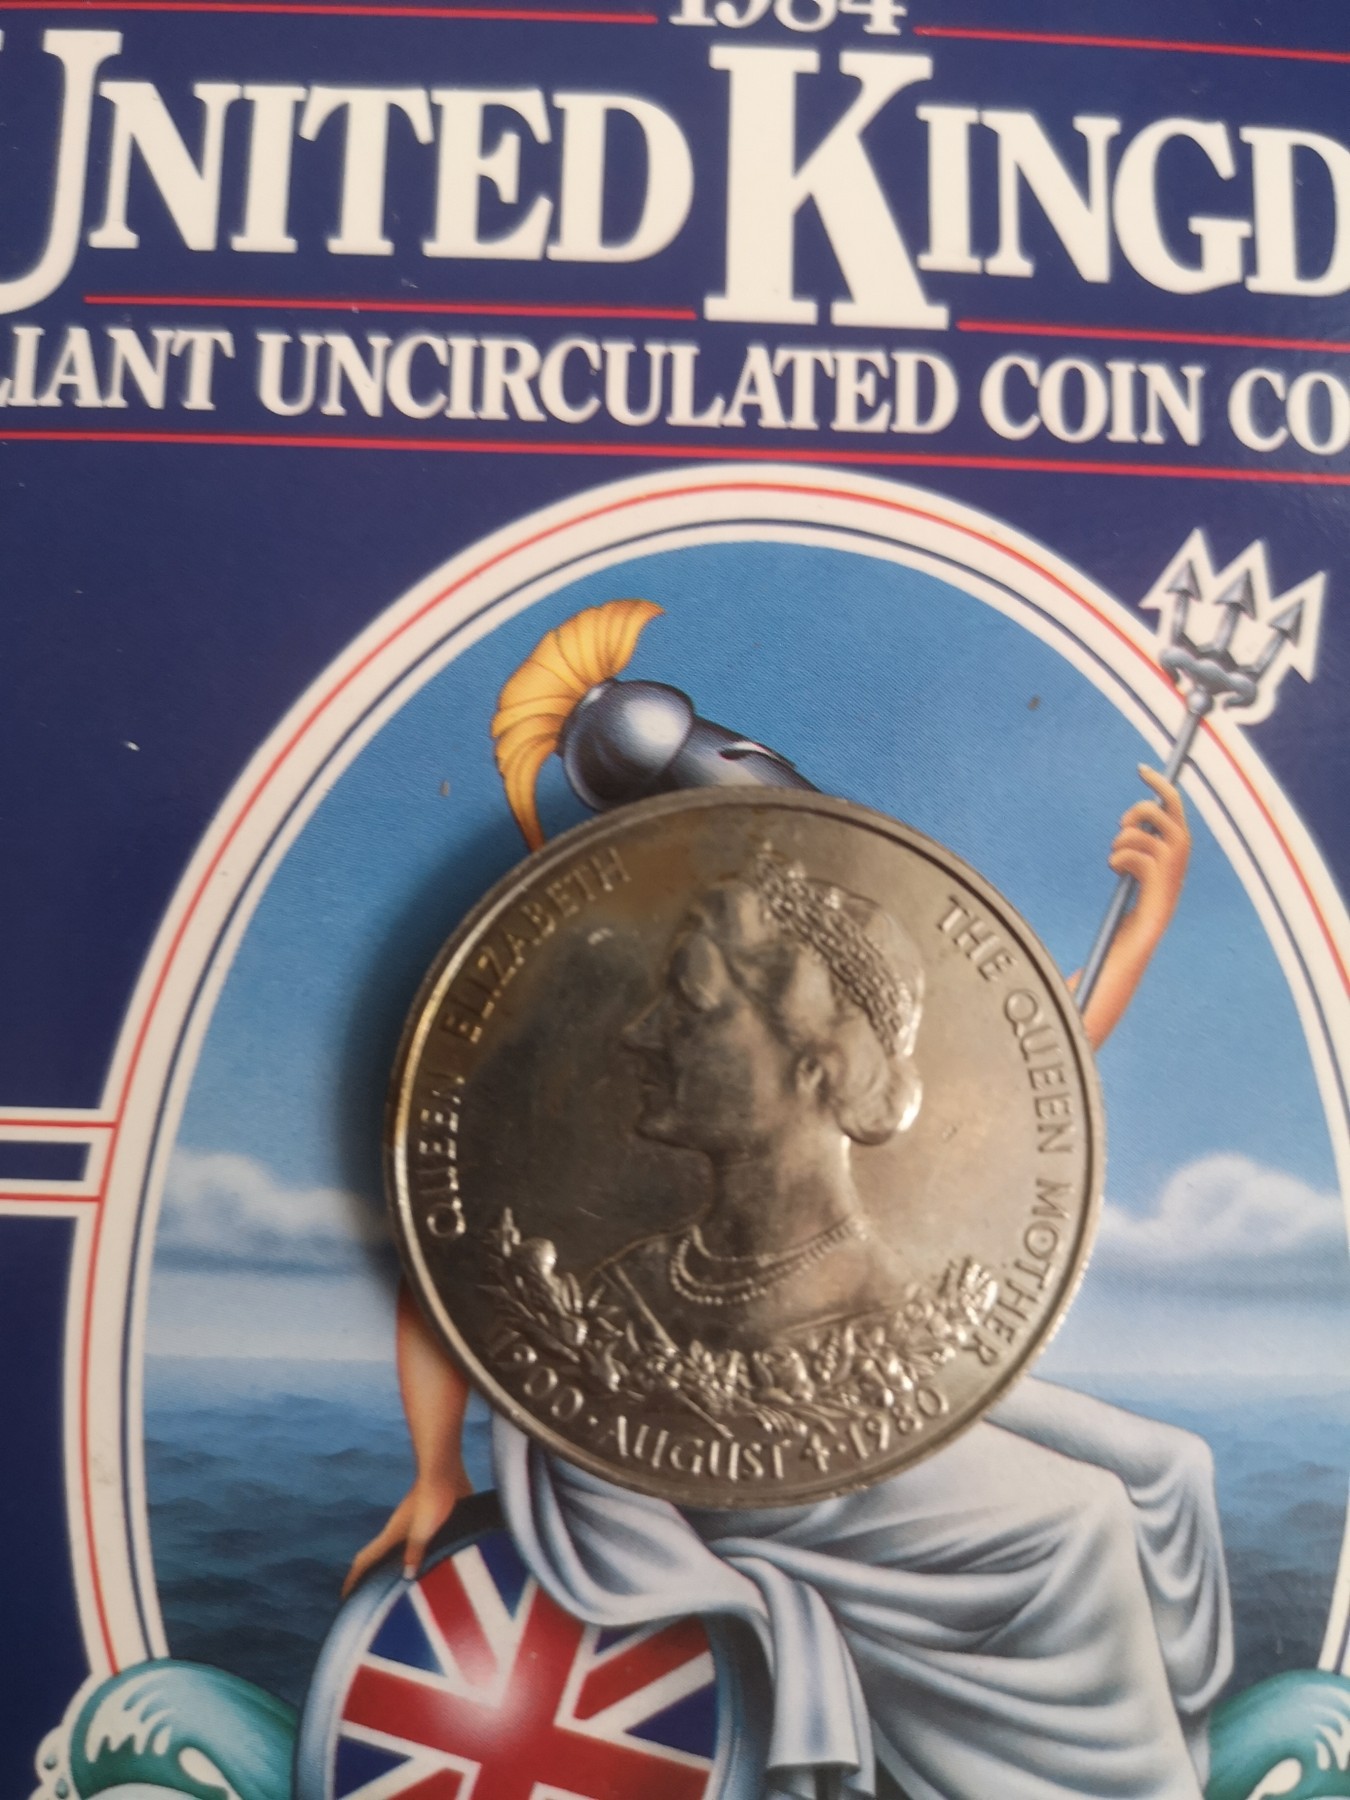 1984
UNITED KINGD
LIANT UNCIRCULATED COIN CO
QUEEN ELIZABETH
THE QUEEN MOTHER
1900 · AUGUST 4 · 1980